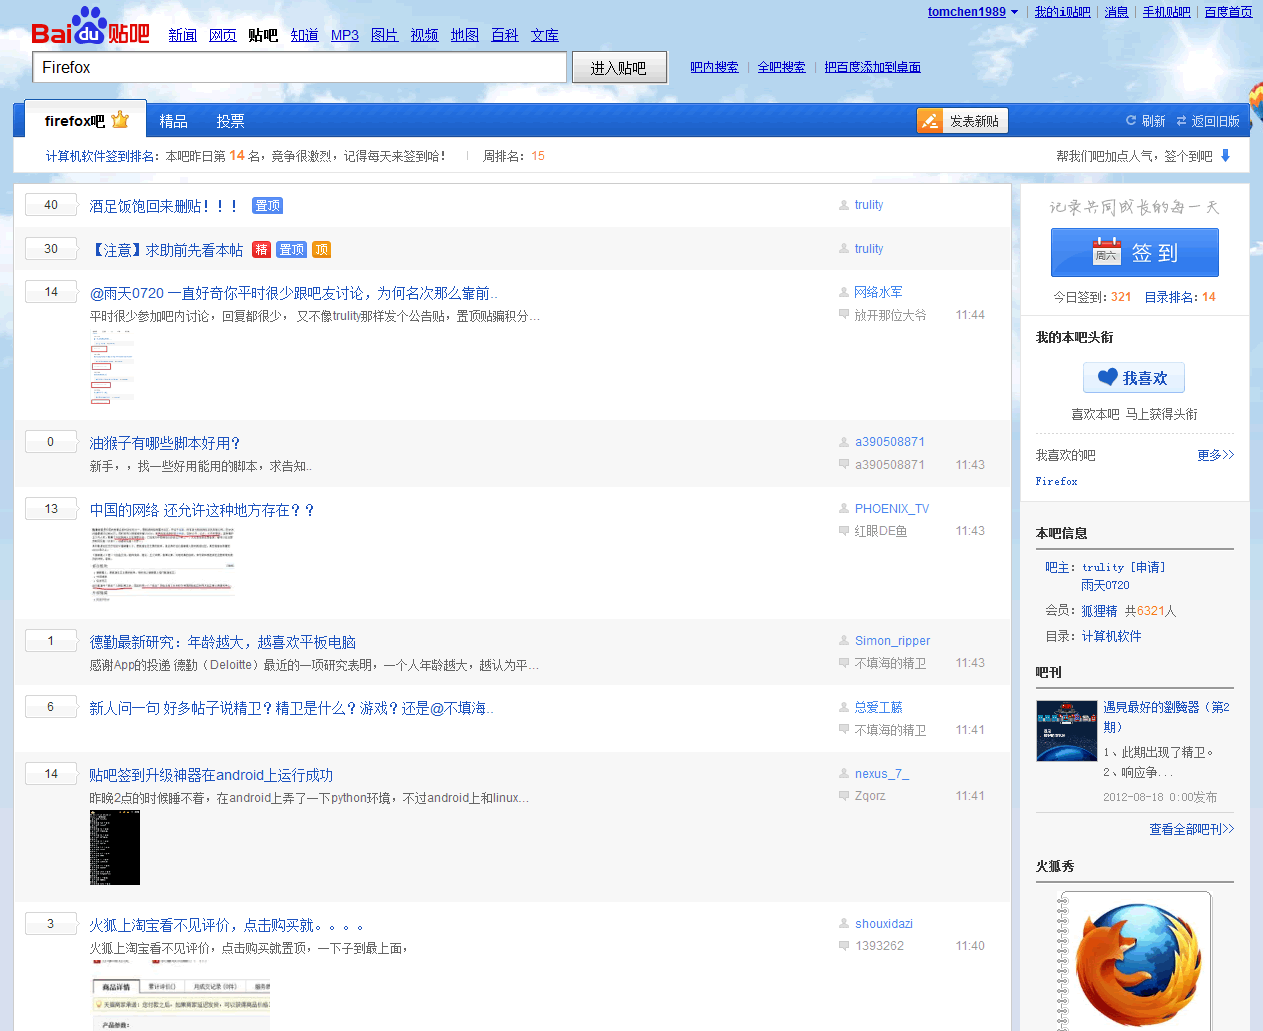 tomchen1989 我的i贴吧 消息 手机贴吧 百度首页
Bai du 贴吧 新闻 网页 贴吧 知道 MP3 图片 视频 地图 百科 文库
Firefox 进入贴吧 吧内搜索 全吧搜索 把百度添加到桌面
firefox吧 精品 投票 发表新贴 刷新 返回旧版
计算机软件签到排名：本吧昨日第 14 名，竞争很激烈，记得每天来签到哈！ 周排名：15 帮我们吧加点人气，签个到吧
40 酒足饭饱回来删贴！！！ 置顶 trulity
30 【注意】求助前先看本帖 精 置顶 顶 trulity
14 @雨天0720 一直好奇你平时很少跟吧友讨论，为何名次那么靠前.. 网络水军
平时很少参加吧内讨论，回复都很少， 又不像trulity那样发个公告贴，置顶贴骗积分... 放开那位大爷 11:44
0 油猴子有哪些脚本好用？ a390508871
新手，，找一些好用能用的脚本，求告知.. a390508871 11:43
13 中国的网络 还允许这种地方存在？？ PHOENIX_TV
红眼DE鱼 11:43
1 德勤最新研究：年龄越大，越喜欢平板电脑 Simon_ripper
感谢App的投递 德勤（Deloitte）最近的一项研究表明，一个人年龄越大，越认为平... 不填海的精卫 11:43
6 新人问一句 好多帖子说精卫？精卫是什么？游戏？还是@不填海.. 总爱工藤
不填海的精卫 11:41
14 贴吧签到升级神器在android上运行成功 nexus_7_
昨晚2点的时候睡不着，在android上弄了一下python环境，不过android上和linux... Zqorz 11:41
3 火狐上淘宝看不见评价，点击购买就。。。。 shouxidazi
火狐上淘宝看不见评价，点击购买就置顶，一下子到最上面， 1393262 11:40
商品详情 累计评价() 月成交记录 (0件)
产品参数：
记录共同成长的每一天
周六 签到
今日签到：321 目录排名：14
我的本吧头衔
我喜欢
喜欢本吧 马上获得头衔
我喜欢的吧 更多>>
Firefox
本吧信息
吧主：trulity [申请]
雨天0720
会员：狐狸精 共6321人
目录：计算机软件
吧刊
遇見最好的劉覽器（第2
期）
1、此期出现了精卫。
2、响应争...
2012-08-18 0:00发布
查看全部吧刊>>
火狐秀